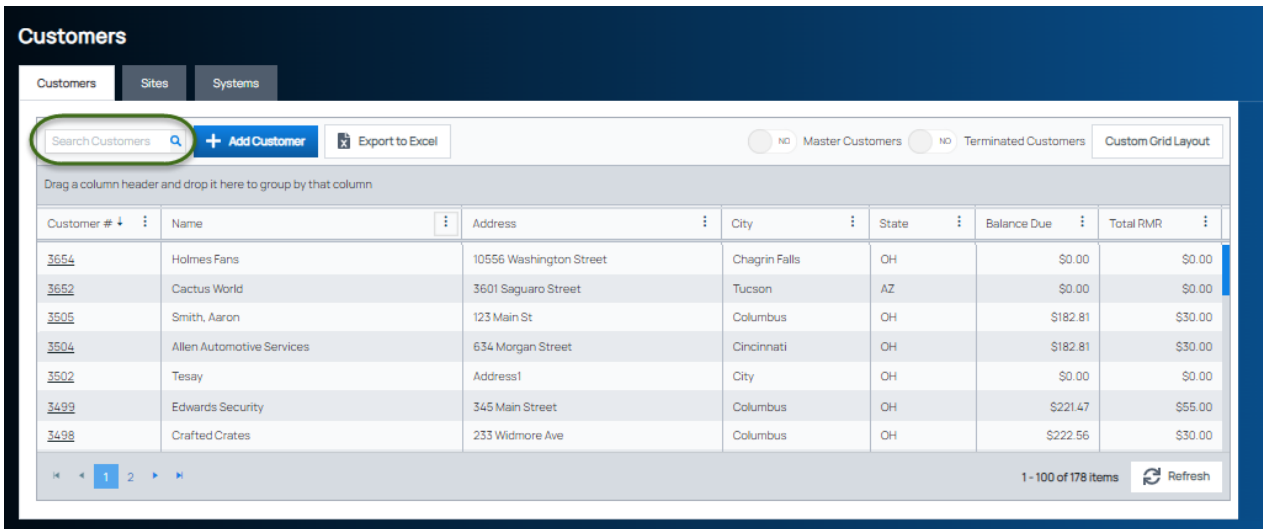 Customers
Customers Sites Systems
Search Customers + Add Customer Export to Excel NO Master Customers NO Terminated Customers Custom Grid Layout
Drag a column header and drop it here to group by that column
Customer # ↓ Name Address City State Balance Due Total RMR
3654 Holmes Fans 10556 Washington Street Chagrin Falls OH $0.00 $0.00
3652 Cactus World 3601 Saguaro Street Tucson AZ $0.00 $0.00
3505 Smith, Aaron 123 Main St Columbus OH $182.81 $30.00
3504 Allen Automotive Services 634 Morgan Street Cincinnati OH $182.81 $30.00
3502 Tesay Address1 City OH $0.00 $0.00
3499 Edwards Security 345 Main Street Columbus OH $221.47 $55.00
3498 Crafted Crates 233 Widmore Ave Columbus OH $222.56 $30.00
1 2 1 - 100 of 178 items Refresh